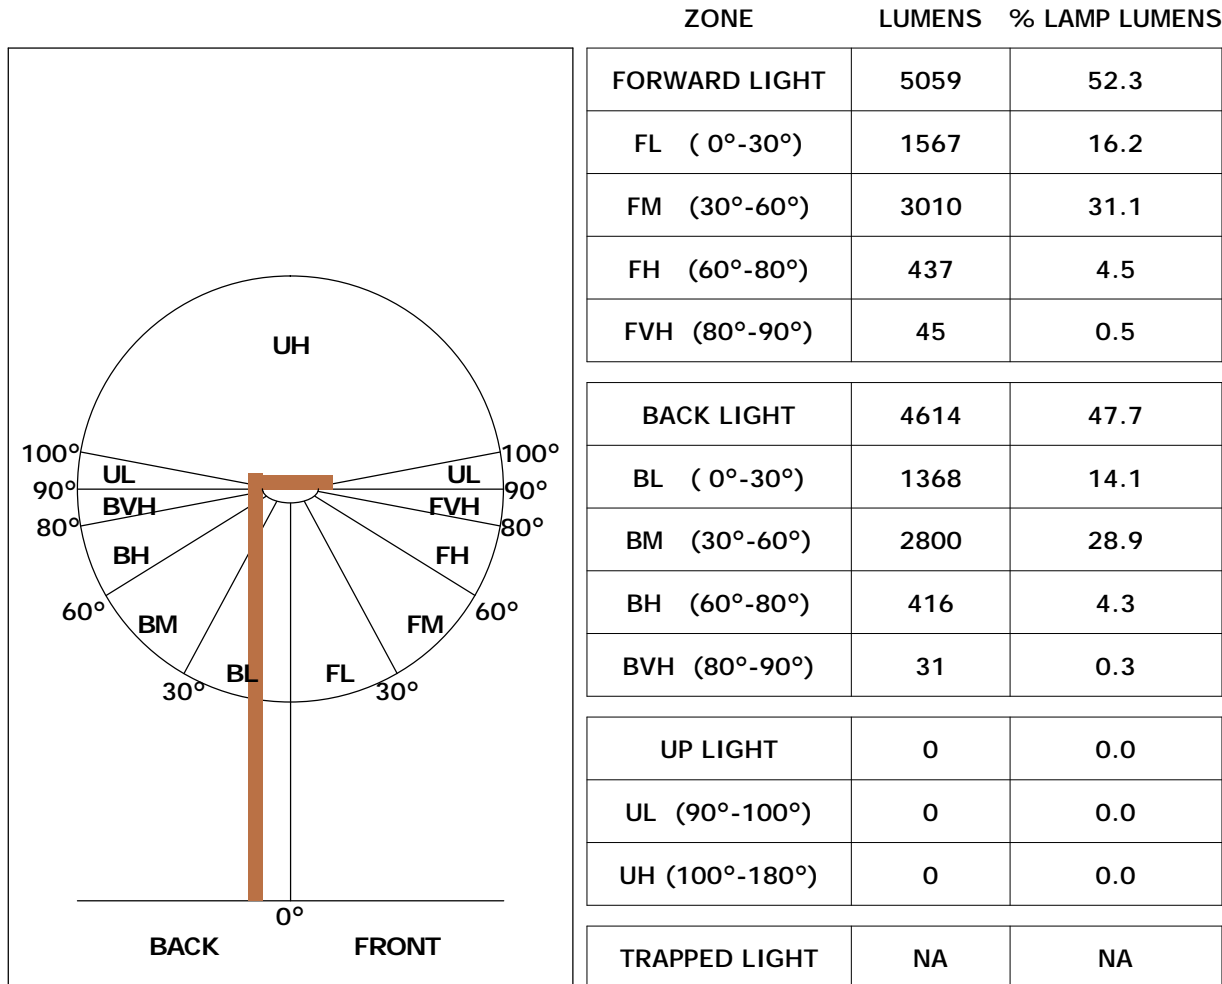 ZONE LUMENS % LAMP LUMENS
FORWARD LIGHT 5059 52.3
FL ( 0°-30°) 1567 16.2
FM (30°-60°) 3010 31.1
FH (60°-80°) 437 4.5
FVH (80°-90°) 45 0.5
BACK LIGHT 4614 47.7
BL ( 0°-30°) 1368 14.1
BM (30°-60°) 2800 28.9
BH (60°-80°) 416 4.3
BVH (80°-90°) 31 0.3
UP LIGHT 0 0.0
UL (90°-100°) 0 0.0
UH (100°-180°) 0 0.0
TRAPPED LIGHT NA NA
UH
100° 100°
UL UL
90° 90°
BVH FVH
80° 80°
BH FH
60° 60°
BM FM
BL FL
30° 30°
0°
BACK FRONT